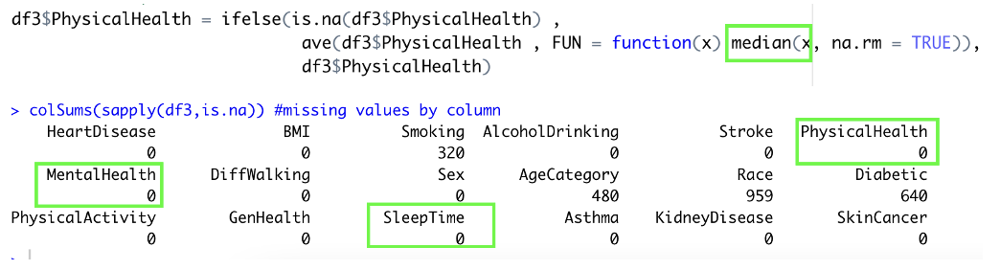 df3$PhysicalHealth = ifelse(is.na(df3$PhysicalHealth) ,
ave(df3$PhysicalHealth , FUN = function(x) median(x, na.rm = TRUE)),
df3$PhysicalHealth)
> colSums(sapply(df3,is.na)) #missing values by column
HeartDisease BMI Smoking AlcoholDrinking Stroke PhysicalHealth
0 0 320 0 0 0
MentalHealth DiffWalking Sex AgeCategory Race Diabetic
0 0 0 480 959 640
PhysicalActivity GenHealth SleepTime Asthma KidneyDisease SkinCancer
0 0 0 0 0 0